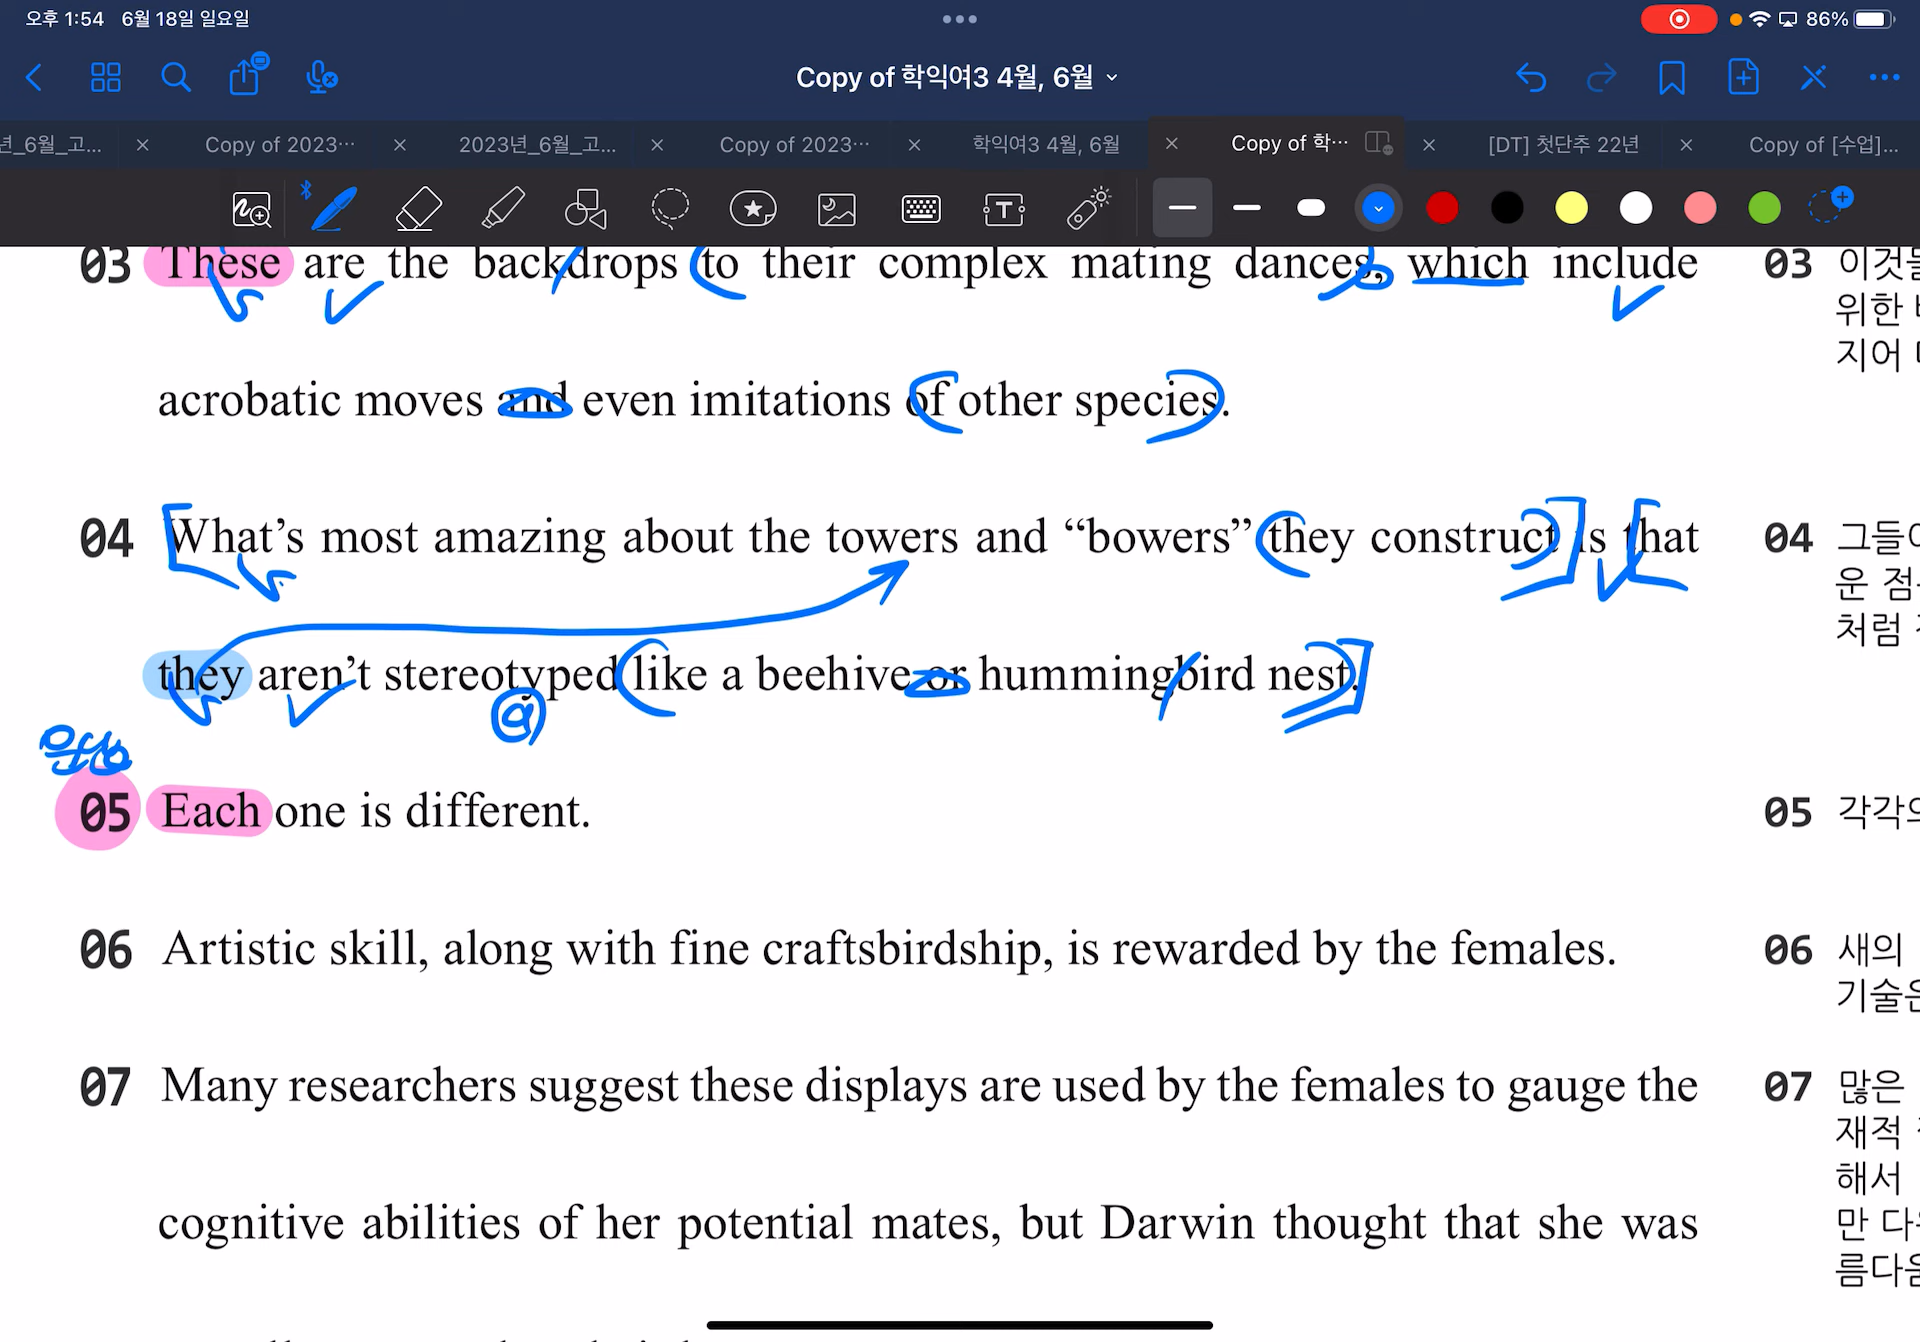 오후 1:54 6월 18일 일요일
86%
Copy of 학익여3 4월, 6월
년_6월_고...
Copy of 2023...
2023년_6월_고...
Copy of 2023...
학익여3 4월, 6월
Copy of 학...
[DT] 첫단추 22년
Copy of [수업]...
03 These are the backdrops to their complex mating dances, which include
acrobatic moves and even imitations of other species.
04 What's most amazing about the towers and “bowers” they construct is that
they aren't stereotyped like a beehive or hummingbird nest.
ⓐ
05 Each one is different.
06 Artistic skill, along with fine craftsbirdship, is rewarded by the females.
07 Many researchers suggest these displays are used by the females to gauge the
cognitive abilities of her potential mates, but Darwin thought that she was
03 이것들
위한
지어
04 그들이
운 점
처럼
05 각각으
06 새의
기술은
07 많은
재적
해서
만 다
름다움